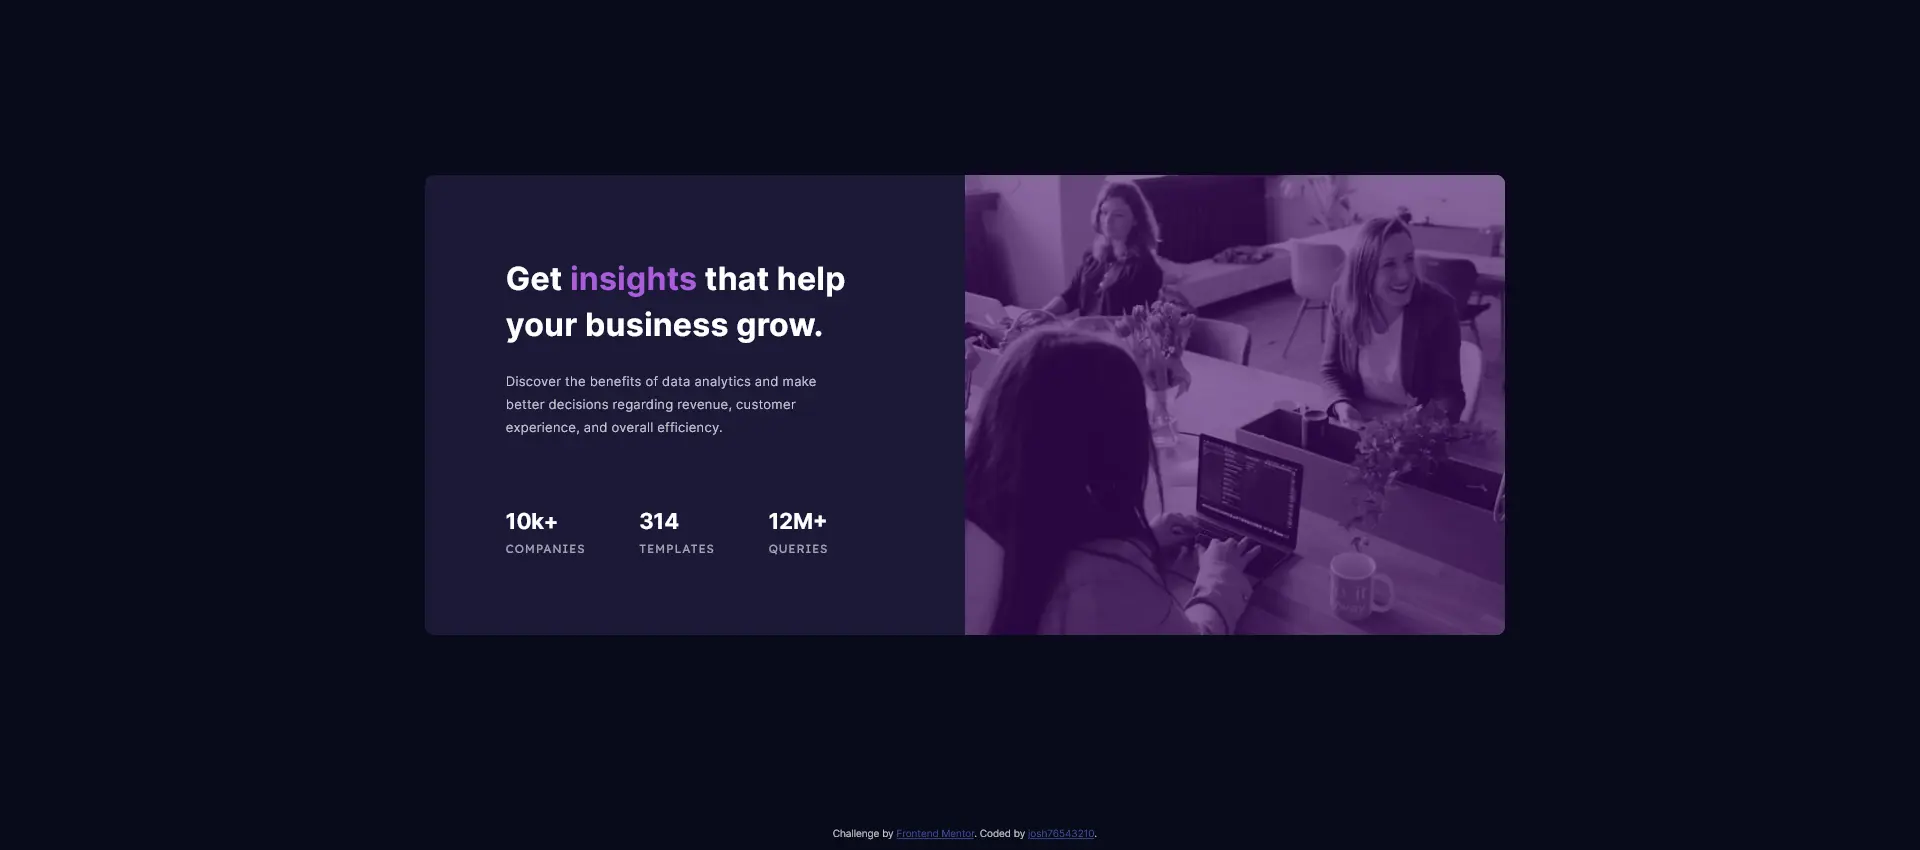 Get insights that help
your business grow.
Discover the benefits of data analytics and make
better decisions regarding revenue, customer
experience, and overall efficiency.
10k+ 314 12M+
COMPANIES TEMPLATES QUERIES
Challenge by Frontend Mentor. Coded by josh76543210.